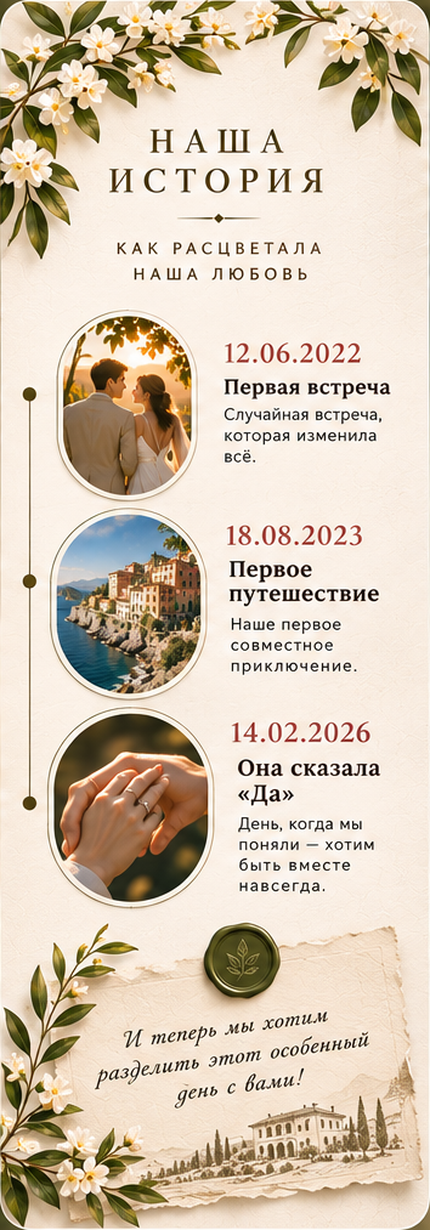 НАША
ИСТОРИЯ
КАК РАСЦВЕТАЛА
НАША ЛЮБОВЬ
12.06.2022
Первая встреча
Случайная встреча,
которая изменила
всё.
18.08.2023
Первое
путешествие
Наше первое
совместное
приключение.
14.02.2026
Она сказала
«Да»
День, когда мы
поняли — хотим
быть вместе
навсегда.
И теперь мы хотим
разделить этот особенный
день с вами!